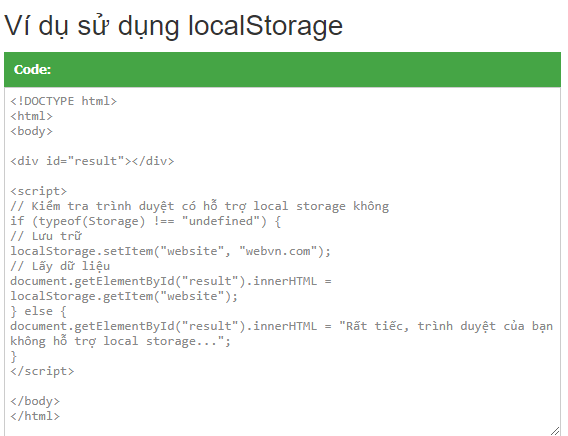 Ví dụ sử dụng localStorage
Code:
<!DOCTYPE html>
<html>
<body>
<div id="result"></div>
<script>
// Kiểm tra trình duyệt có hỗ trợ local storage không
if (typeof(Storage) !== "undefined") {
// Lưu trữ
localStorage.setItem("website", "webvn.com");
// Lấy dữ liệu
document.getElementById("result").innerHTML =
localStorage.getItem("website");
} else {
document.getElementById("result").innerHTML = "Rất tiếc, trình duyệt của bạn
không hỗ trợ local storage...";
}
</script>
</body>
</html>